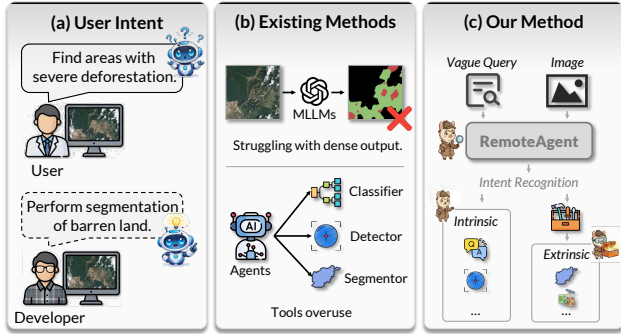 (a) User Intent
Find areas with
severe deforestation.
User
Perform segmentation
of barren land.
Developer
(b) Existing Methods
MLLMs
Struggling with dense output.
AI
Agents
Classifier
Detector
Segmentor
Tools overuse
(c) Our Method
Vague Query
Image
RemoteAgent
Intent Recognition
Intrinsic
Q
A
...
Extrinsic
...